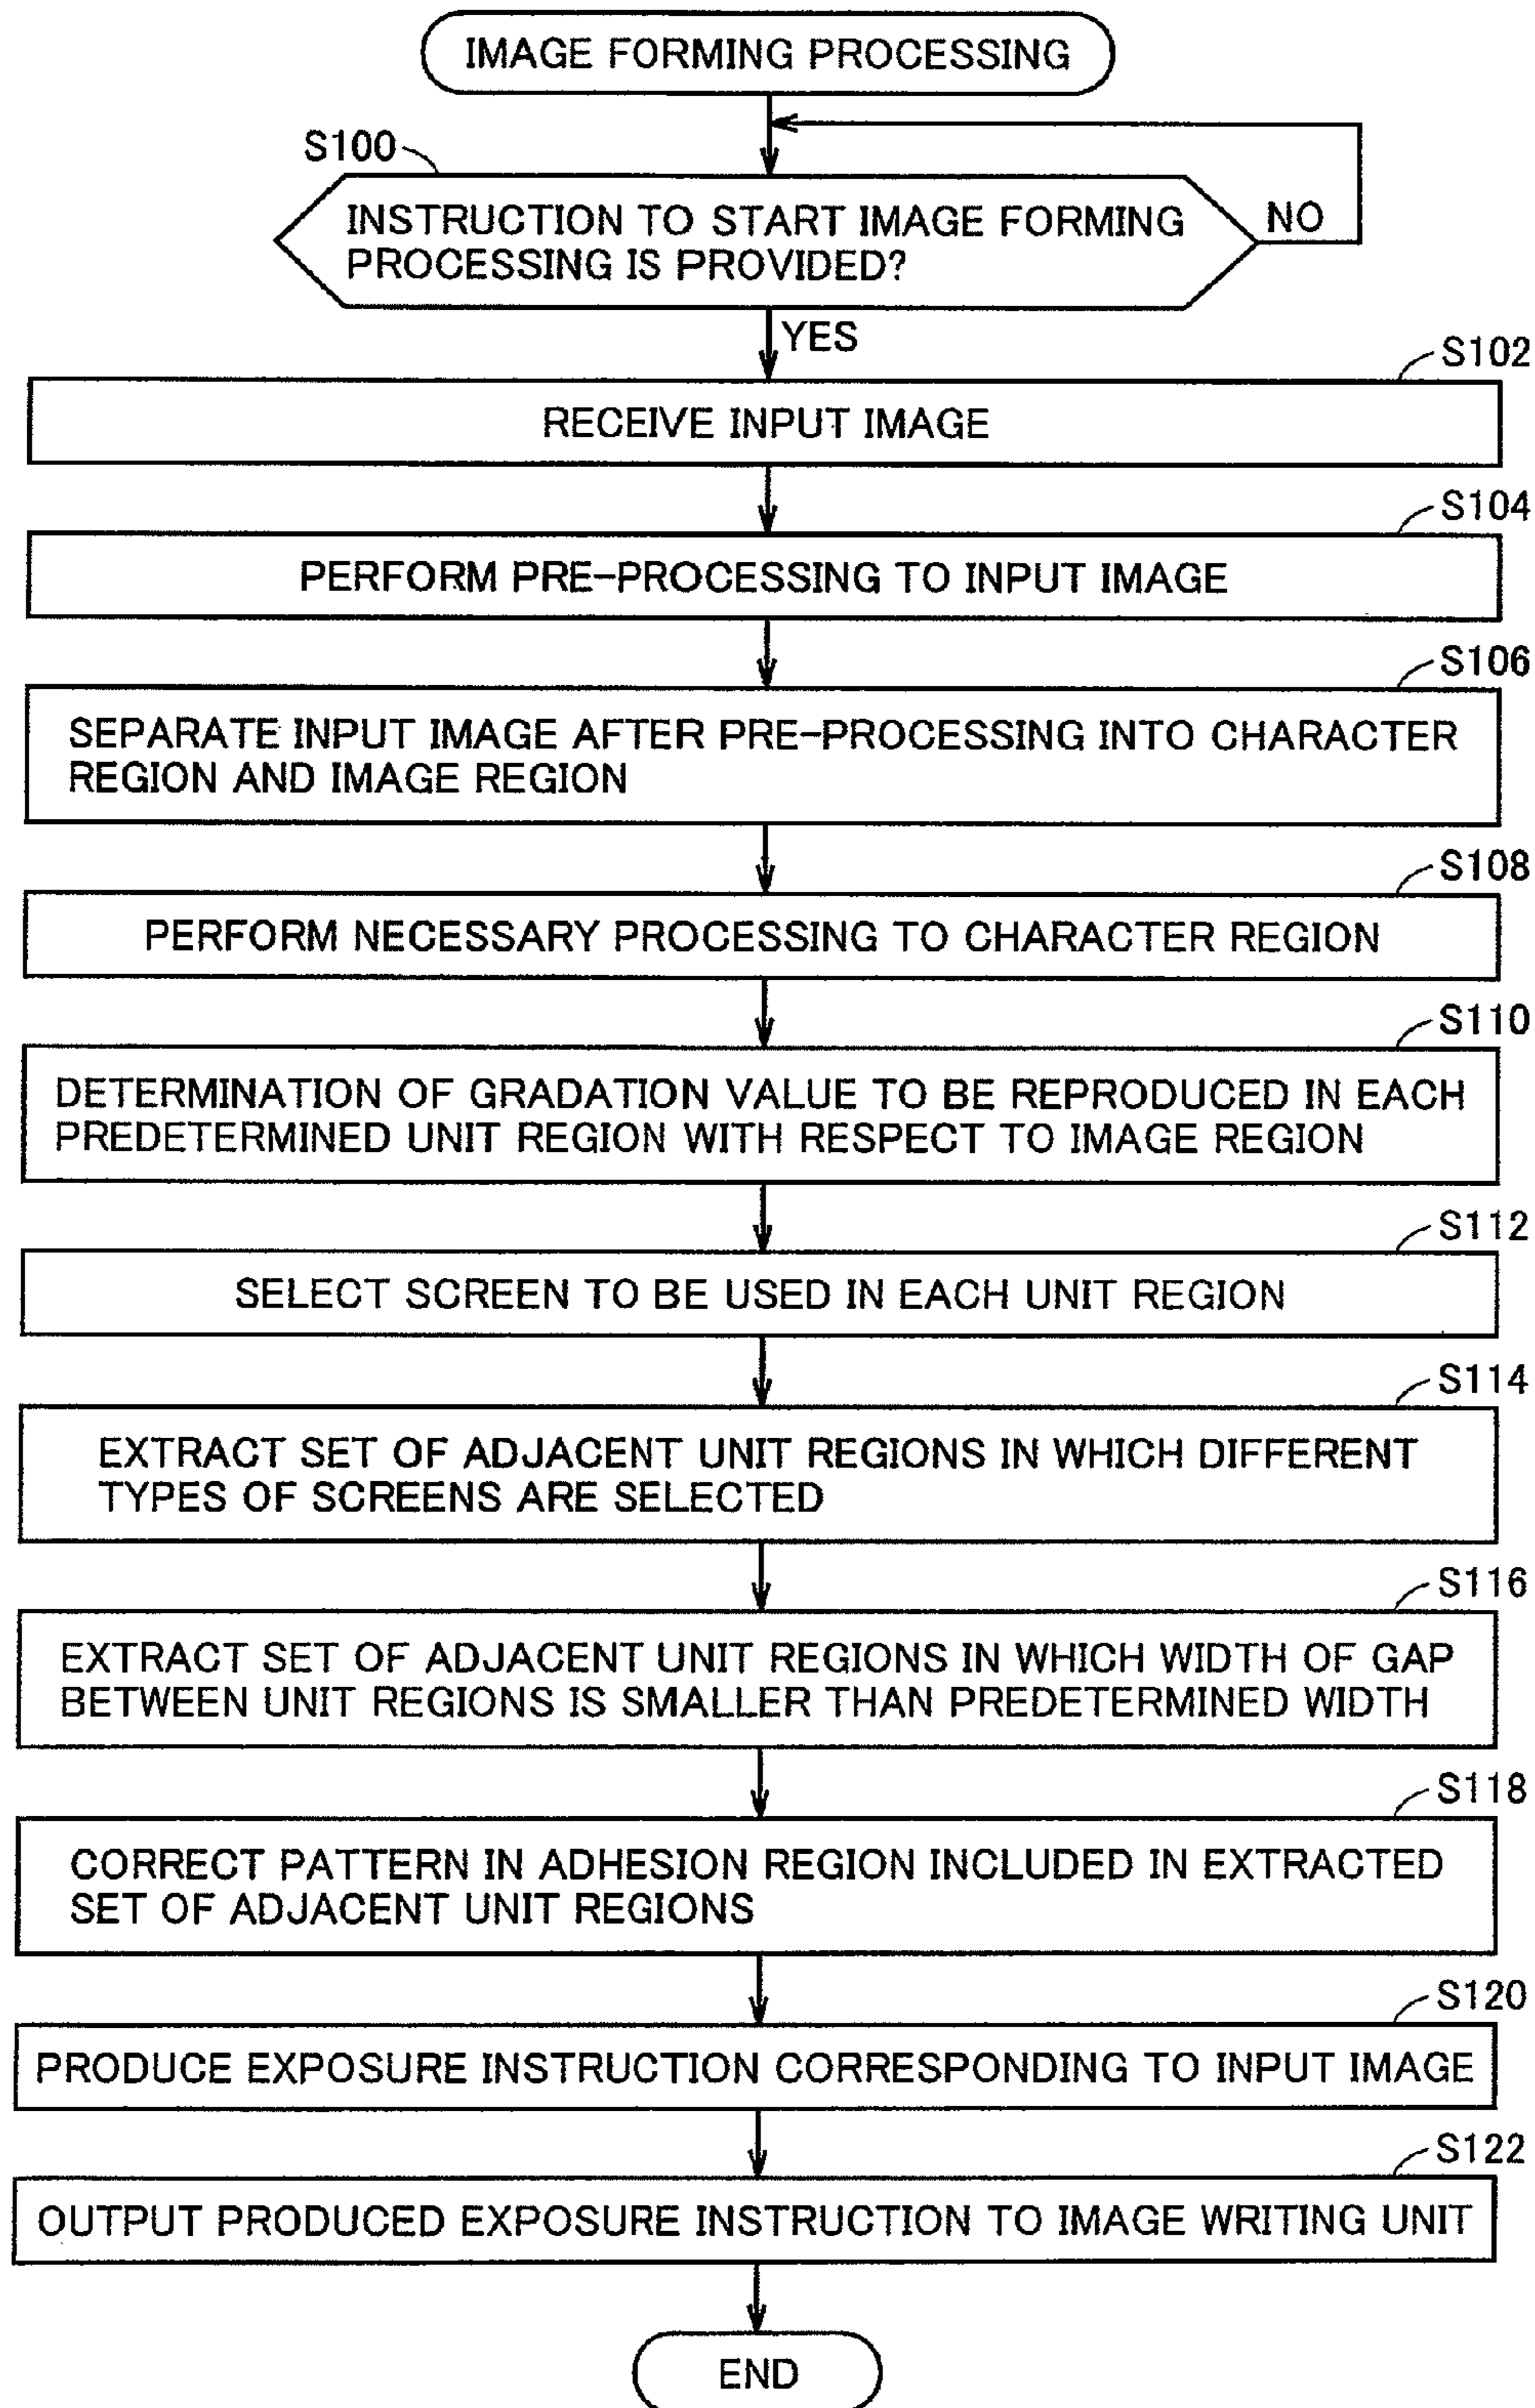 IMAGE FORMING PROCESSING
S100
INSTRUCTION TO START IMAGE FORMING
PROCESSING IS PROVIDED?
NO
YES
S102
RECEIVE INPUT IMAGE
S104
PERFORM PRE-PROCESSING TO INPUT IMAGE
S106
SEPARATE INPUT IMAGE AFTER PRE-PROCESSING INTO CHARACTER
REGION AND IMAGE REGION
S108
PERFORM NECESSARY PROCESSING TO CHARACTER REGION
S110
DETERMINATION OF GRADATION VALUE TO BE REPRODUCED IN EACH
PREDETERMINED UNIT REGION WITH RESPECT TO IMAGE REGION
S112
SELECT SCREEN TO BE USED IN EACH UNIT REGION
S114
EXTRACT SET OF ADJACENT UNIT REGIONS IN WHICH DIFFERENT
TYPES OF SCREENS ARE SELECTED
S116
EXTRACT SET OF ADJACENT UNIT REGIONS IN WHICH WIDTH OF GAP
BETWEEN UNIT REGIONS IS SMALLER THAN PREDETERMINED WIDTH
S118
CORRECT PATTERN IN ADHESION REGION INCLUDED IN EXTRACTED
SET OF ADJACENT UNIT REGIONS
S120
PRODUCE EXPOSURE INSTRUCTION CORRESPONDING TO INPUT IMAGE
S122
OUTPUT PRODUCED EXPOSURE INSTRUCTION TO IMAGE WRITING UNIT
END